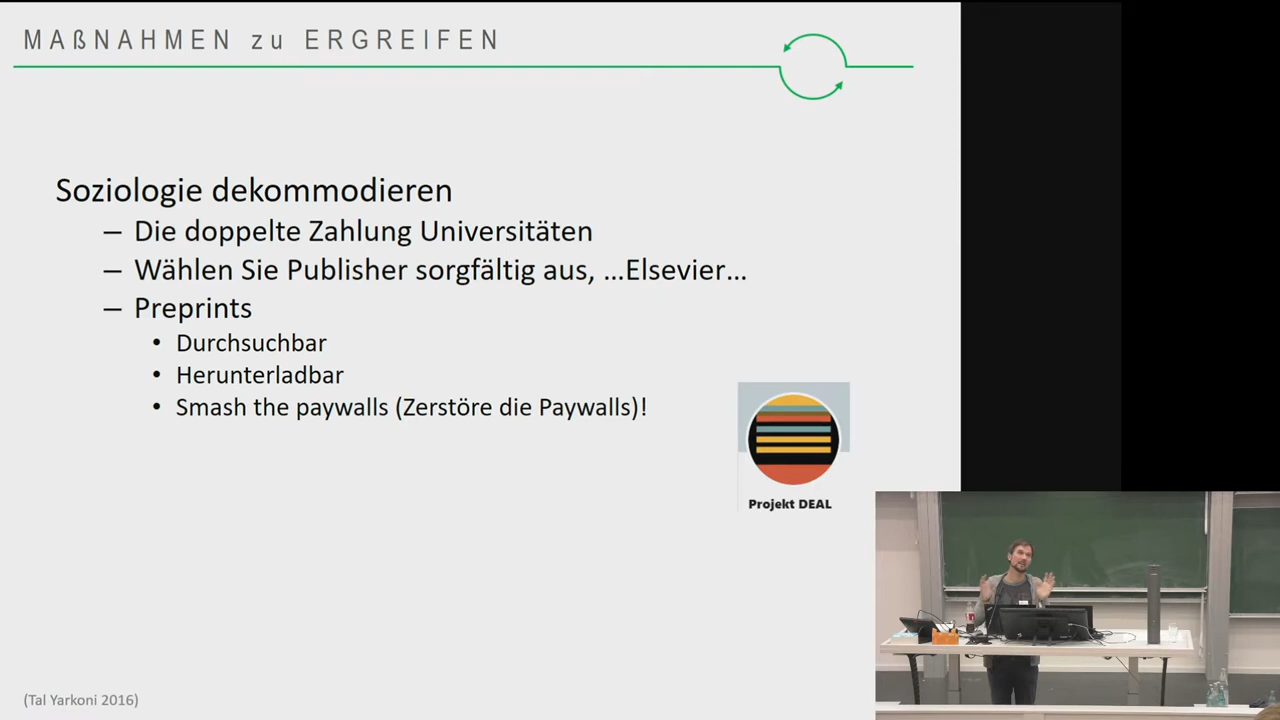 MAßNAHMEN zu ERGREIFEN
Soziologie dekommodieren
– Die doppelte Zahlung Universitäten
– Wählen Sie Publisher sorgfältig aus, ...Elsevier...
– Preprints
• Durchsuchbar
• Herunterladbar
• Smash the paywalls (Zerstöre die Paywalls)!
Projekt DEAL
(Tal Yarkoni 2016)